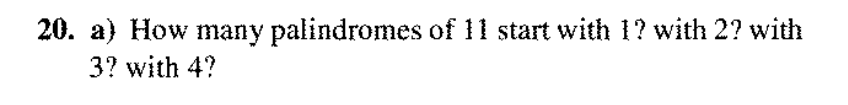 20. a) How many palindromes of 11 start with 1? with 2? with
3? with 4?